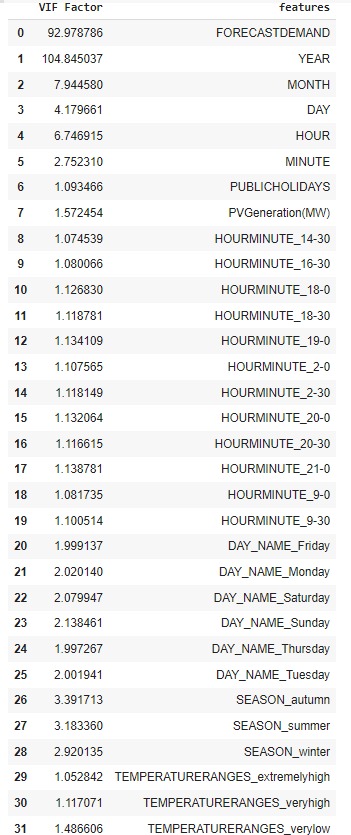 VIF Factor features
0 92.978786 FORECASTDEMAND
1 104.845037 YEAR
2 7.944580 MONTH
3 4.179661 DAY
4 6.746915 HOUR
5 2.752310 MINUTE
6 1.093466 PUBLICHOLIDAYS
7 1.572454 PVGeneration(MW)
8 1.074539 HOURMINUTE_14-30
9 1.080066 HOURMINUTE_16-30
10 1.126830 HOURMINUTE_18-0
11 1.118781 HOURMINUTE_18-30
12 1.134109 HOURMINUTE_19-0
13 1.107565 HOURMINUTE_2-0
14 1.118149 HOURMINUTE_2-30
15 1.132064 HOURMINUTE_20-0
16 1.116615 HOURMINUTE_20-30
17 1.138781 HOURMINUTE_21-0
18 1.081735 HOURMINUTE_9-0
19 1.100514 HOURMINUTE_9-30
20 1.999137 DAY_NAME_Friday
21 2.020140 DAY_NAME_Monday
22 2.079947 DAY_NAME_Saturday
23 2.138461 DAY_NAME_Sunday
24 1.997267 DAY_NAME_Thursday
25 2.001941 DAY_NAME_Tuesday
26 3.391713 SEASON_autumn
27 3.183360 SEASON_summer
28 2.920135 SEASON_winter
29 1.052842 TEMPERATURERANGES_extremelyhigh
30 1.117071 TEMPERATURERANGES_veryhigh
31 1.486606 TEMPERATURERANGES_verylow